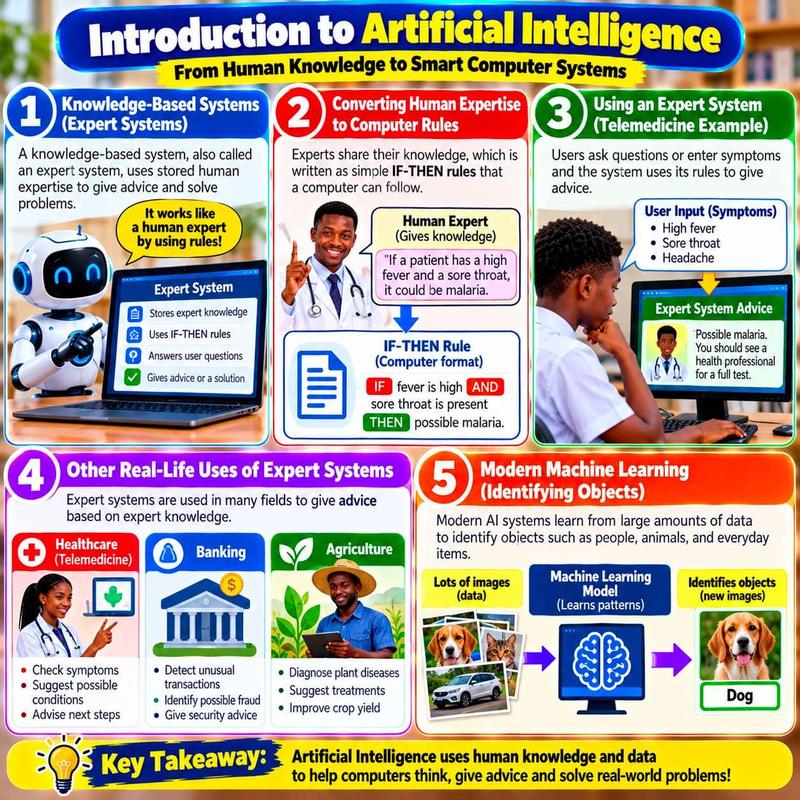 Introduction to Artificial Intelligence
From Human Knowledge to Smart Computer Systems
1
Knowledge-Based Systems
(Expert Systems)
A knowledge-based system, also called
an expert system, uses stored human
expertise to give advice and solve
problems.
It works like
a human expert
by using rules!
Expert System
Stores expert knowledge
Uses IF-THEN rules
Answers user questions
Gives advice or a solution
2
Converting Human Expertise
to Computer Rules
Experts share their knowledge, which is
written as simple IF-THEN rules that
a computer can follow.
Human Expert
(Gives knowledge)
"If a patient has a high
fever and a sore throat,
it could be malaria.
IF-THEN Rule
(Computer format)
IF fever is high AND
sore throat is present
THEN possible malaria.
3
Using an Expert System
(Telemedicine Example)
Users ask questions or enter symptoms
and the system uses its rules to give
advice.
User Input (Symptoms)
• High fever
• Sore throat
• Headache
Expert System Advice
'Possible malaria.
You should see a
health professional
for a full test.
4
Other Real-Life Uses of Expert Systems
Expert systems are used in many fields to give advice
based on expert knowledge.
Healthcare
(Telemedicine)
• Check symptoms
• Suggest possible
conditions
• Advise next steps
Banking
$
• Detect unusual
transactions
• Identify possible fraud
• Give security advice
Agriculture
• Diagnose plant diseases
• Suggest treatments
• Improve crop yield
5
Modern Machine Learning
(Identifying Objects)
Modern AI systems learn from large amounts of data
to identify objects such as people, animals, and everyday
items.
Lots of images
(data)
Machine Learning
Model
(Learns patterns)
Identifies objects
(new images)
Dog
Key Takeaway:
Artificial Intelligence uses human knowledge and data
to help computers think, give advice and solve real-world problems!